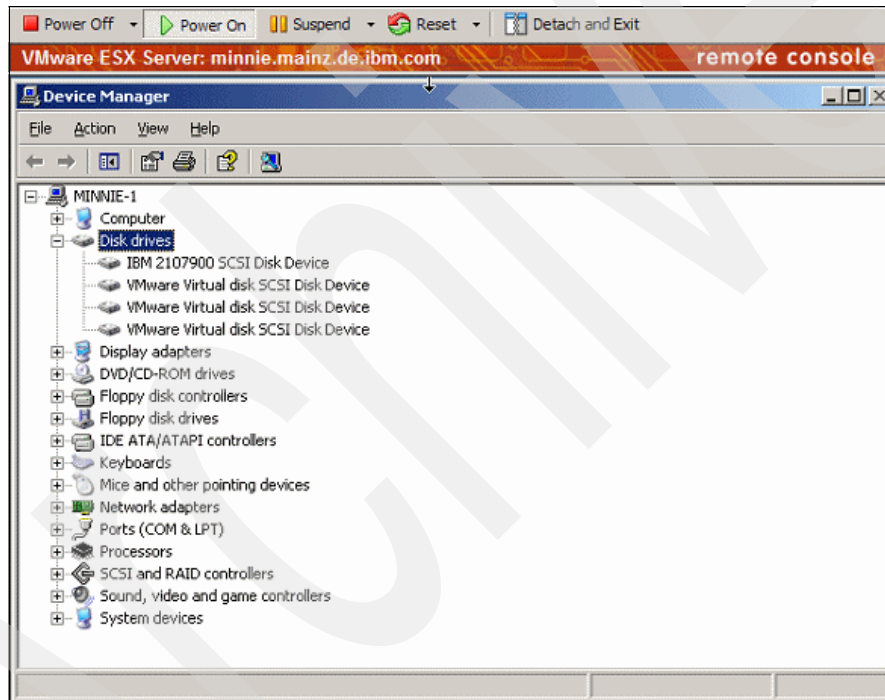 Power Off Power On Suspend Reset Detach and Exit
VMware ESX Server: minnie.mainz.de.ibm.com remote console
Device Manager
File Action View Help
MINNIE-1
Computer
Disk drives
IBM 2107900 SCSI Disk Device
VMware Virtual disk SCSI Disk Device
VMware Virtual disk SCSI Disk Device
VMware Virtual disk SCSI Disk Device
Display adapters
DVD/CD-ROM drives
Floppy disk controllers
Floppy disk drives
IDE ATA/ATAPI controllers
Keyboards
Mice and other pointing devices
Network adapters
Ports (COM & LPT)
Processors
SCSI and RAID controllers
Sound, video and game controllers
System devices